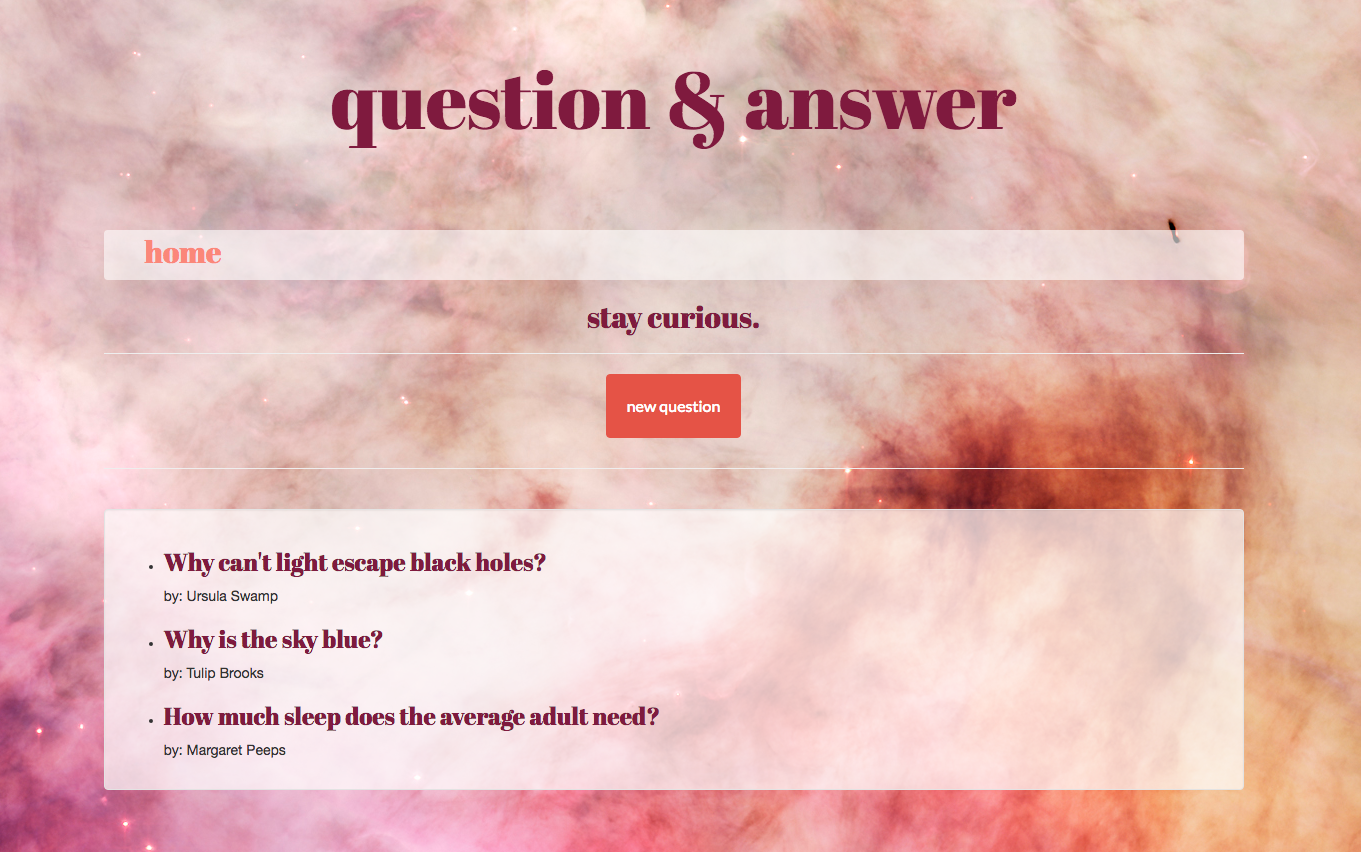 question & answer
home
stay curious.
new question
Why can't light escape black holes?
by: Ursula Swamp
Why is the sky blue?
by: Tulip Brooks
How much sleep does the average adult need?
by: Margaret Peeps